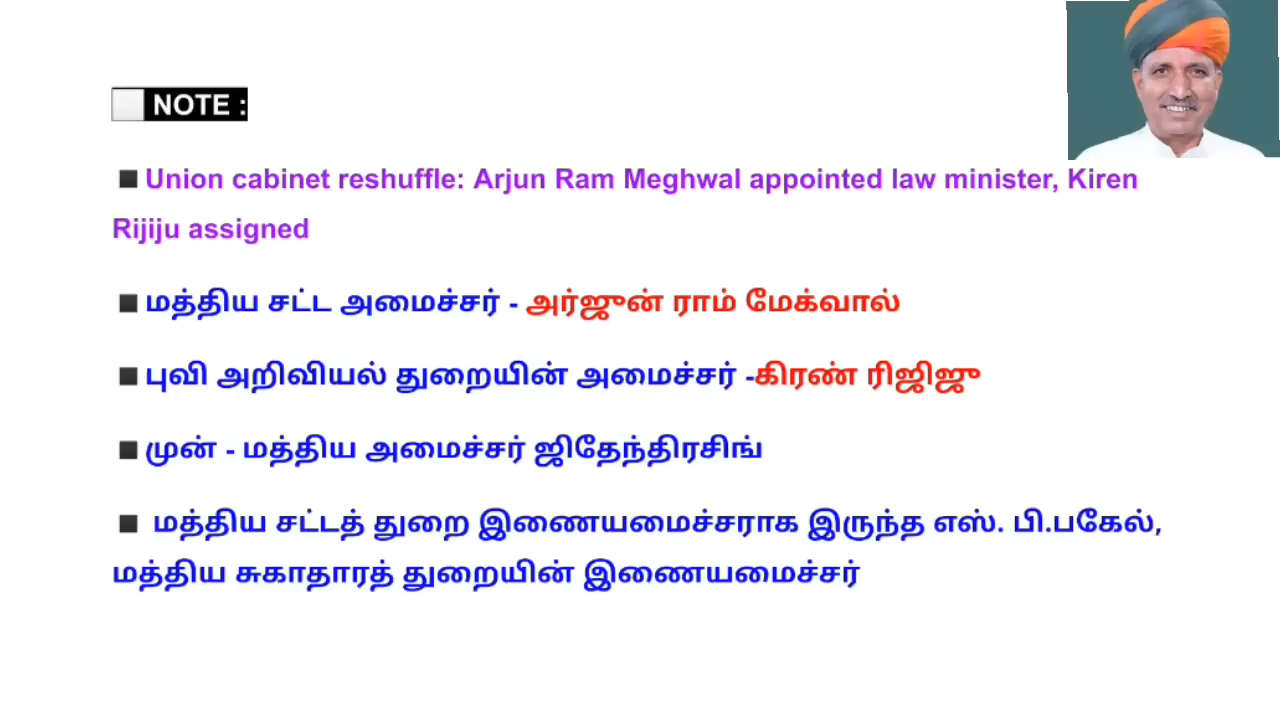 NOTE :
◾Union cabinet reshuffle: Arjun Ram Meghwal appointed law minister, Kiren
Rijiju assigned
◾மத்திய சட்ட அமைச்சர் - அர்ஜுன் ராம் மேக்வால்
◾புவி அறிவியல் துறையின் அமைச்சர் -கிரண் ரிஜிஜு
◾முன் - மத்திய அமைச்சர் ஜிதேந்திரசிங்
◾ மத்திய சட்டத் துறை இணையமைச்சராக இருந்த எஸ். பி.பகேல்,
மத்திய சுகாதாரத் துறையின் இணையமைச்சர்